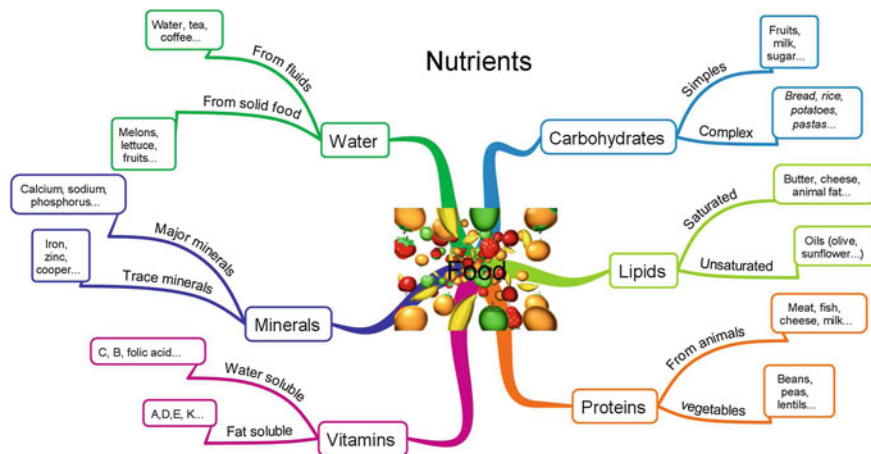 Nutrients
Food
Water
From fluids
Water, tea,
coffee...
From solid food
Melons,
lettuce,
fruits...
Minerals
Major minerals
Calcium, sodium,
phosphorus...
Trace minerals
Iron,
zinc,
cooper...
Vitamins
Water soluble
C, B, folic acid...
Fat soluble
A,D,E, K...
Carbohydrates
Simples
Fruits,
milk,
sugar...
Complex
Bread, rice,
potatoes,
pastas...
Lipids
Saturated
Butter, cheese,
animal fat...
Unsaturated
Oils (olive,
sunflower...)
Proteins
From animals
Meat, fish,
cheese, milk...
vegetables
Beans,
peas,
lentils...